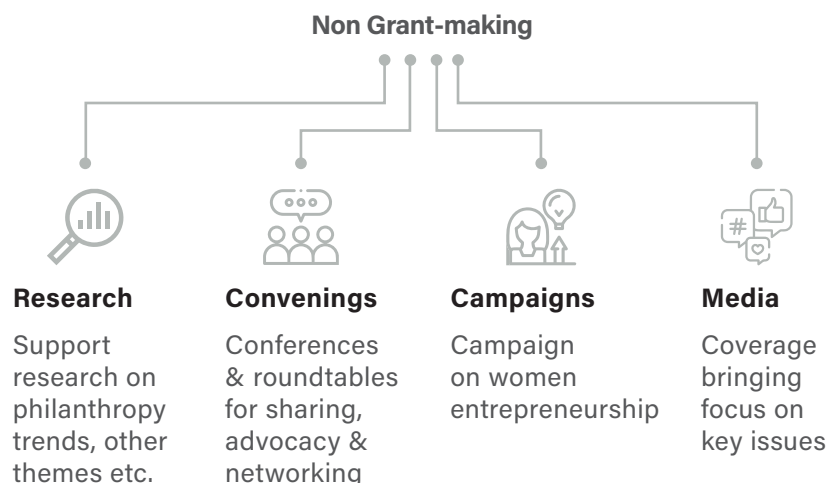 Non Grant-making
#
Research
Support
research on
philanthropy
trends, other
themes etc.
Convenings
Conferences
& roundtables
for sharing,
advocacy &
networking
Campaigns
Campaign
on women
entrepreneurship
Media
Coverage
bringing
focus on
key issues